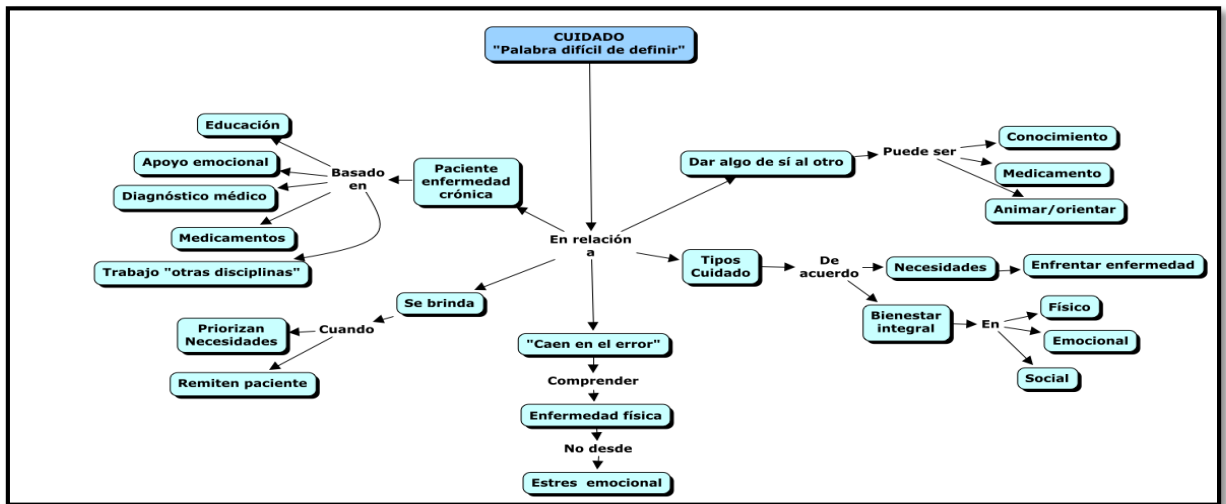 CUIDADO
"Palabra difícil de definir"
Educación
Apoyo emocional
Diagnóstico médico
Medicamentos
Trabajo "otras disciplinas"
Basado
en
Paciente
enfermedad
crónica
En relación
a
Dar algo de sí al otro
Puede ser
Conocimiento
Medicamento
Animar/orientar
Tipos
Cuidado
De
acuerdo
Necesidades
Enfrentar enfermedad
Bienestar
integral
En
Físico
Emocional
Social
Se brinda
Cuando
Priorizan
Necesidades
Remiten paciente
"Caen en el error"
Comprender
Enfermedad física
No desde
Estres emocional